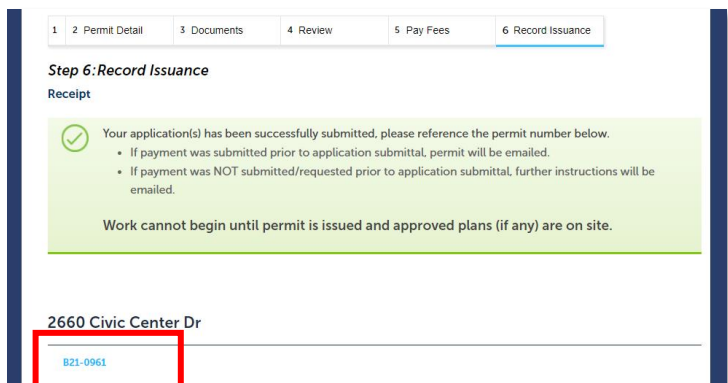 1 2 Permit Detail 3 Documents 4 Review 5 Pay Fees 6 Record Issuance
Step 6:Record Issuance
Receipt
Your application(s) has been successfully submitted, please reference the permit number below.
• If payment was submitted prior to application submittal, permit will be emailed.
• If payment was NOT submitted/requested prior to application submittal, further instructions will be
emailed.
Work cannot begin until permit is issued and approved plans (if any) are on site.
2660 Civic Center Dr
B21-0961